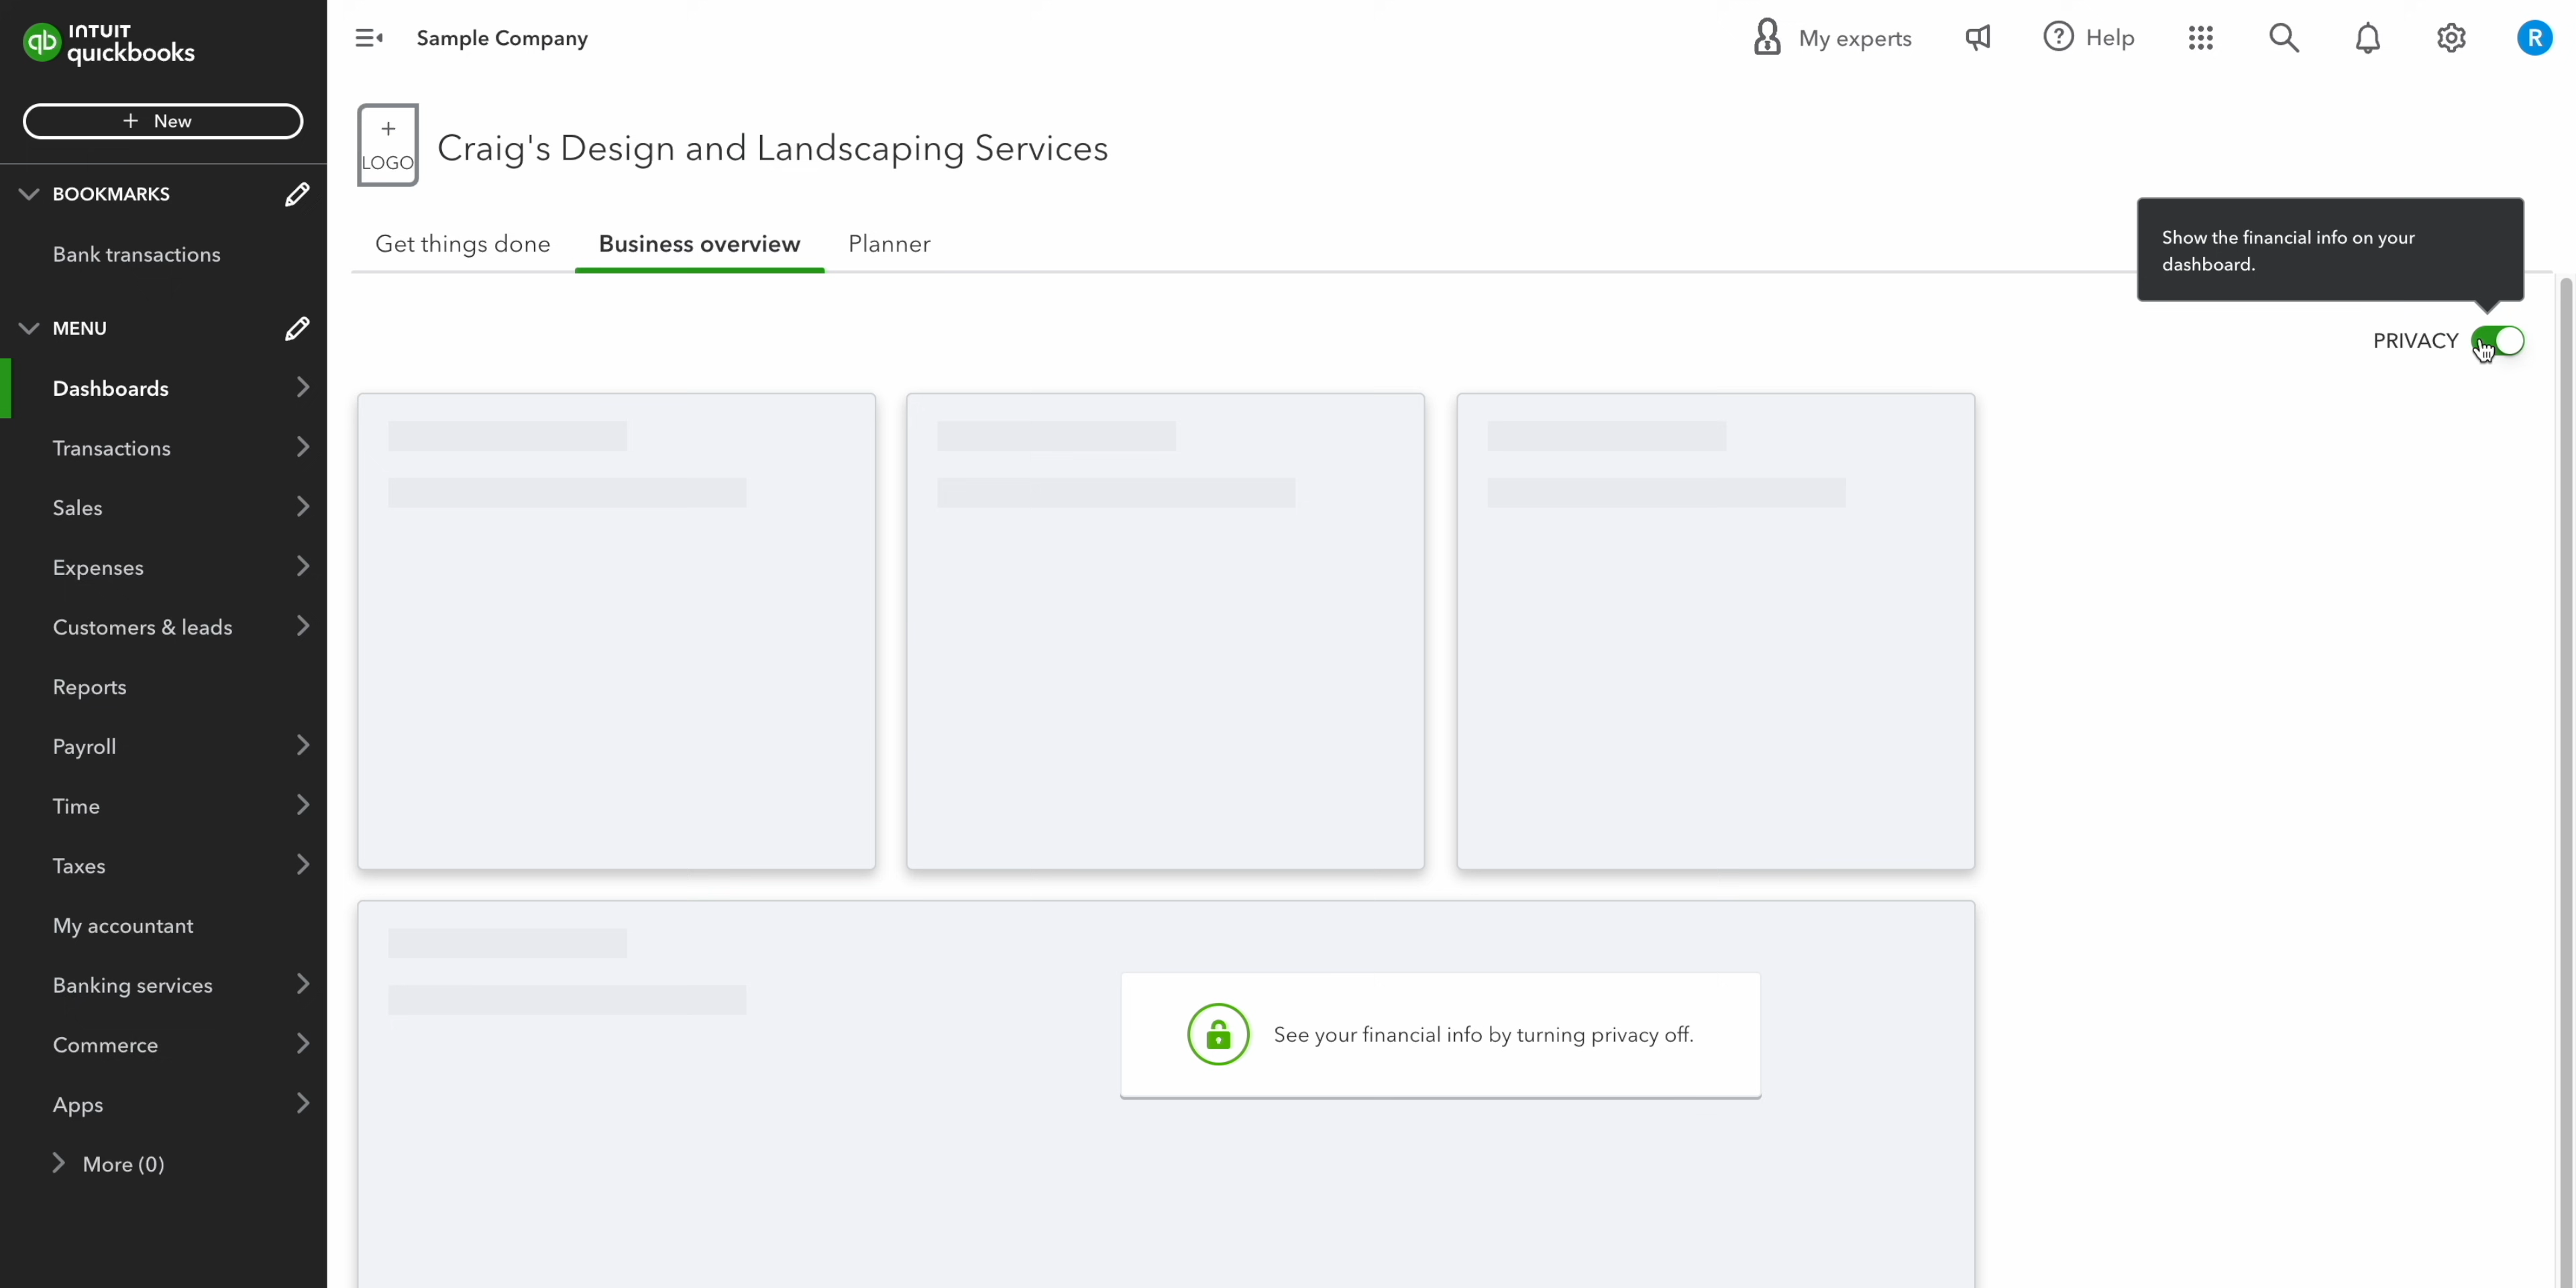 INTUIT
quickbooks
+ New
BOOKMARKS
Bank transactions
MENU
Dashboards
Transactions
Sales
Expenses
Customers & leads
Reports
Payroll
Time
Taxes
My accountant
Banking services
Commerce
Apps
More (0)
Sample Company
My experts
Help
R
+
LOGO
Craig's Design and Landscaping Services
Get things done
Business overview
Planner
Show the financial info on your
dashboard.
PRIVACY
See your financial info by turning privacy off.